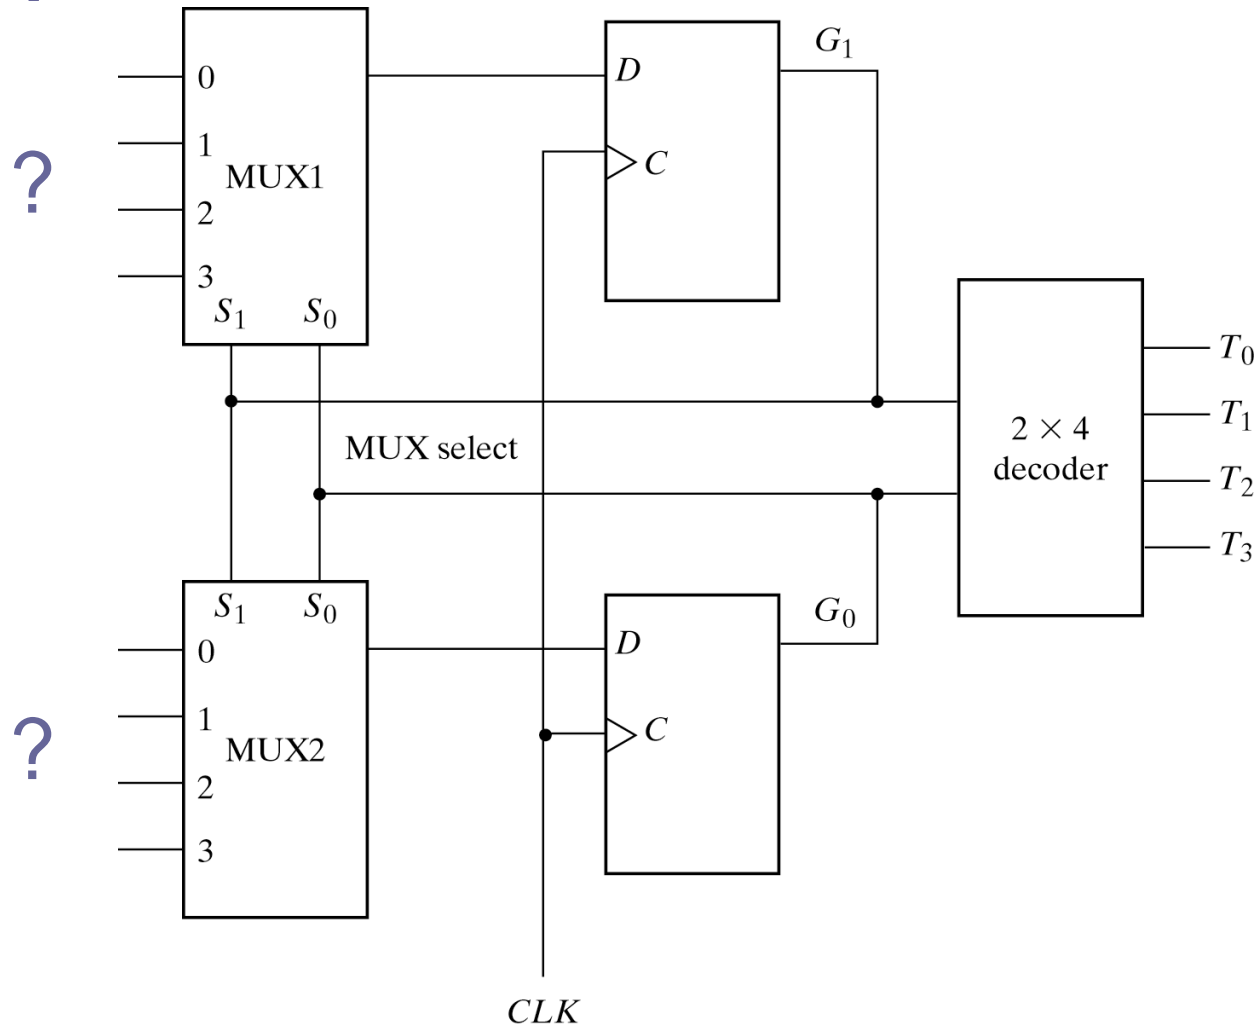 0
1
2
3
MUX1
S₁ S₀
D
C
G₁
?
MUX select
2 × 4
decoder
T₀
T₁
T₂
T₃
S₁ S₀
0
1
2
3
MUX2
D
C
G₀
?
CLK